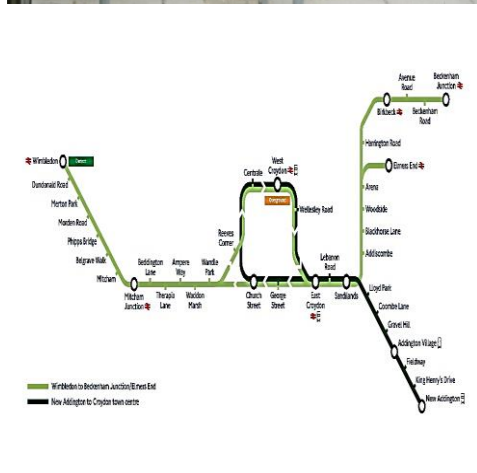 Wimbledon
Dundonald Road
Merton Park
Morden Road
Phipps Bridge
Belgrave Walk
Mitcham
Mitcham
Junction
Beddington
Lane
Therapia
Lane
Ampere
Way
Waddon
Marsh
Wandle
Park
Reeves
Corner
Centrale
West
Croydon
Wellesley Road
Church
Street
George
Street
East
Croydon
Lebanon
Road
Sandilands
Lloyd Park
Coombe Lane
Gravel Hill
Addington Village
Fieldway
King Henry's Drive
New Addington
Addiscombe
Blackhorse Lane
Woodside
Arena
Elmers End
Harrington Road
Birkbeck
Avenue
Road
Beckenham
Road
Beckenham
Junction
Wimbledon to Beckenham Junction/Elmers End
New Addington to Croydon town centre